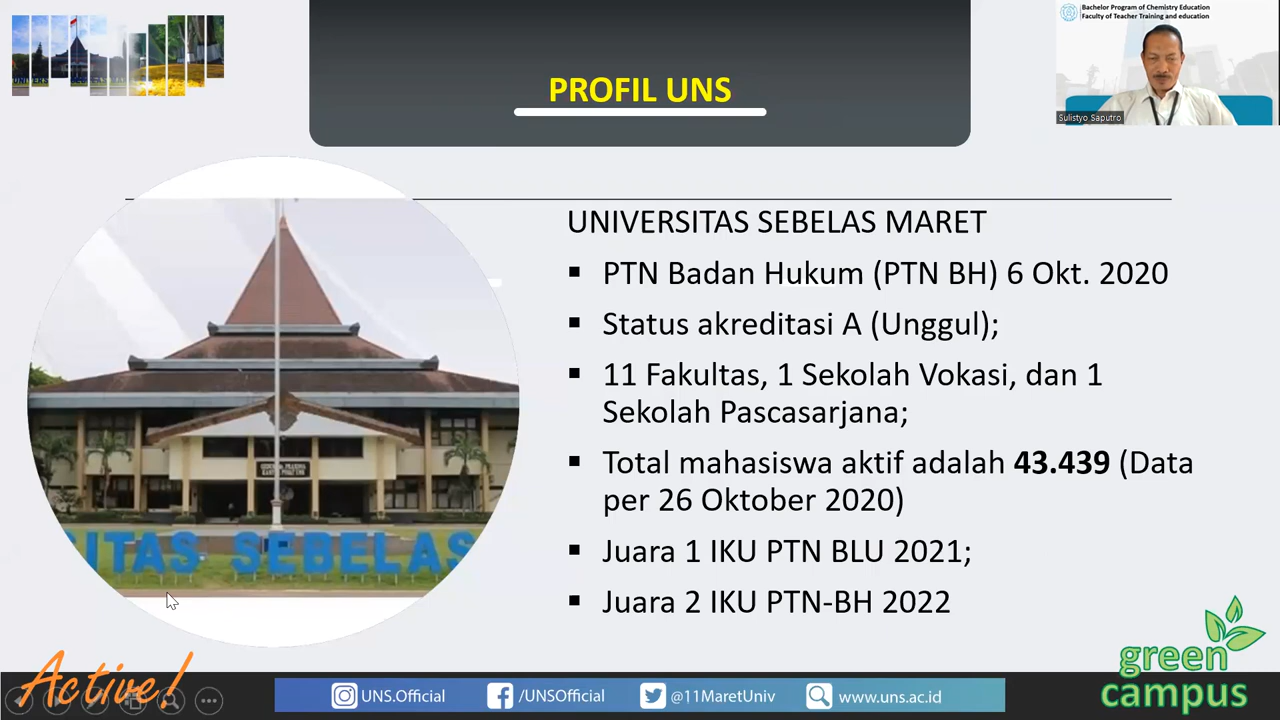 Bachelor Program of Chemistry Education
Faculty of Teacher Training and education
PROFIL UNS
Sulistyo Saputro
UNIVERSITAS SEBELAS MARET
▪ PTN Badan Hukum (PTN BH) 6 Okt. 2020
▪ Status akreditasi A (Unggul);
▪ 11 Fakultas, 1 Sekolah Vokasi, dan 1
Sekolah Pascasarjana;
▪ Total mahasiswa aktif adalah 43.439 (Data
per 26 Oktober 2020)
▪ Juara 1 IKU PTN BLU 2021;
▪ Juara 2 IKU PTN-BH 2022
ITAS SEBELAS
Active!
UNS.Official
/UNSOfficial
@11MaretUniv
www.uns.ac.id
green
campus